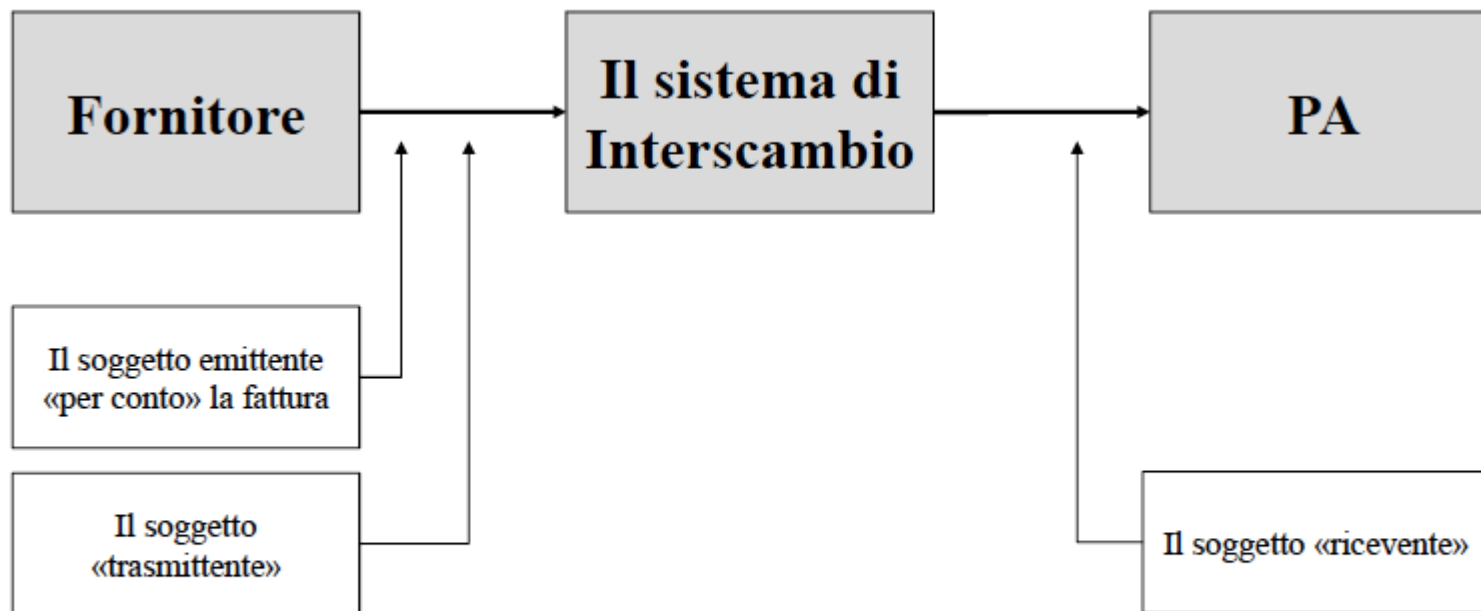 Fornitore
Il sistema di
Interscambio
PA
Il soggetto emittente
«per conto» la fattura
Il soggetto
«trasmittente»
Il soggetto «ricevente»